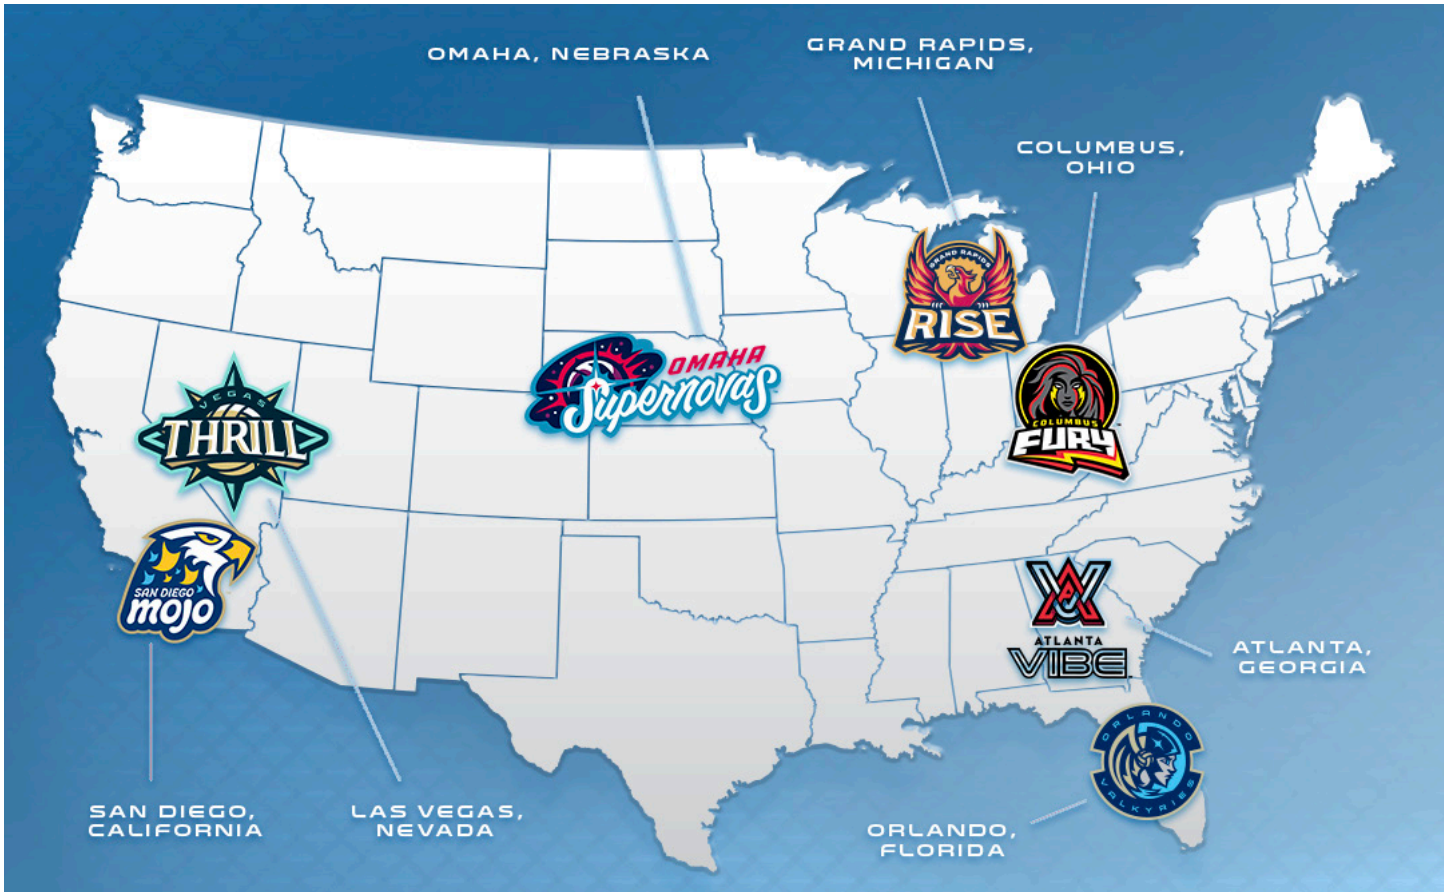 OMAHA, NEBRASKA
GRAND RAPIDS,
MICHIGAN
COLUMBUS,
OHIO
GRAND RAPIDS
RISE
OMAHA
Supernovas
VEGAS
THRILL
COLUMBUS
FURY
SAN DIEGO
mojo
ATLANTA
VIBE
ATLANTA,
GEORGIA
ORLANDO
VALKYRIES
SAN DIEGO,
CALIFORNIA
LAS VEGAS,
NEVADA
ORLANDO,
FLORIDA